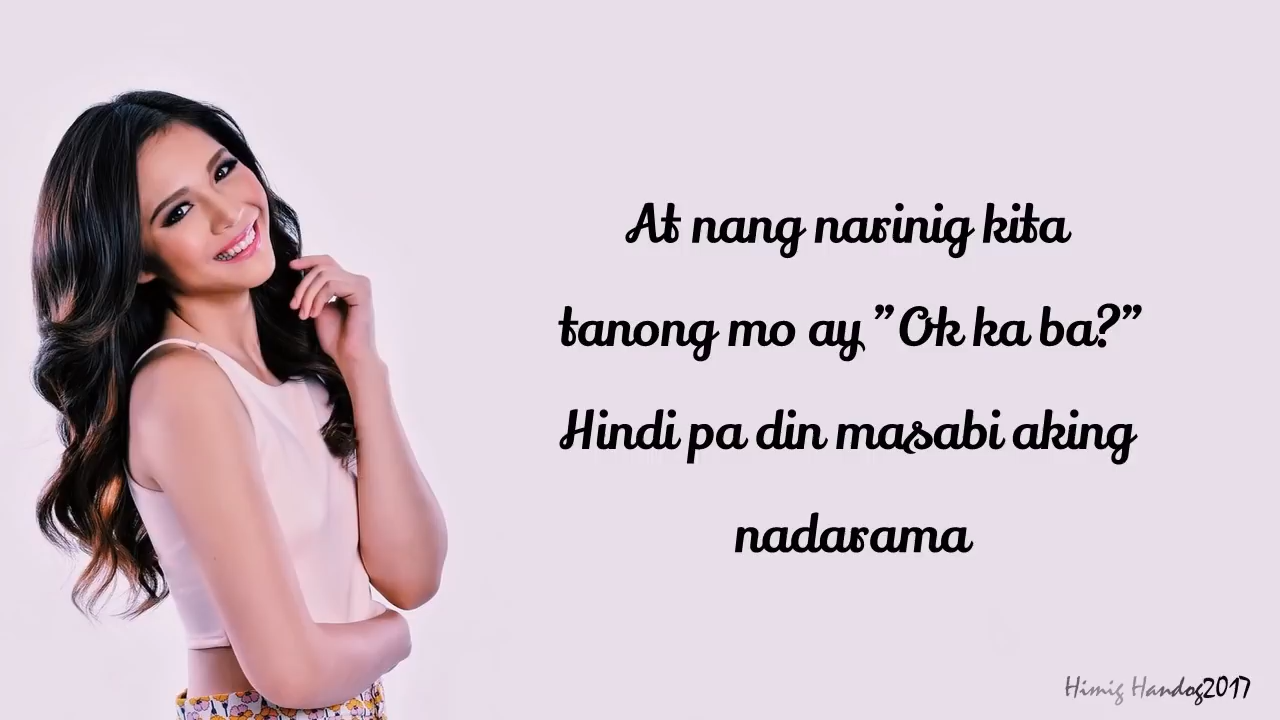 At nang narinig kita
tanong mo ay ”Ok ka ba?”
Hindi pa din masabi aking
nadarama
Himig Handog2017